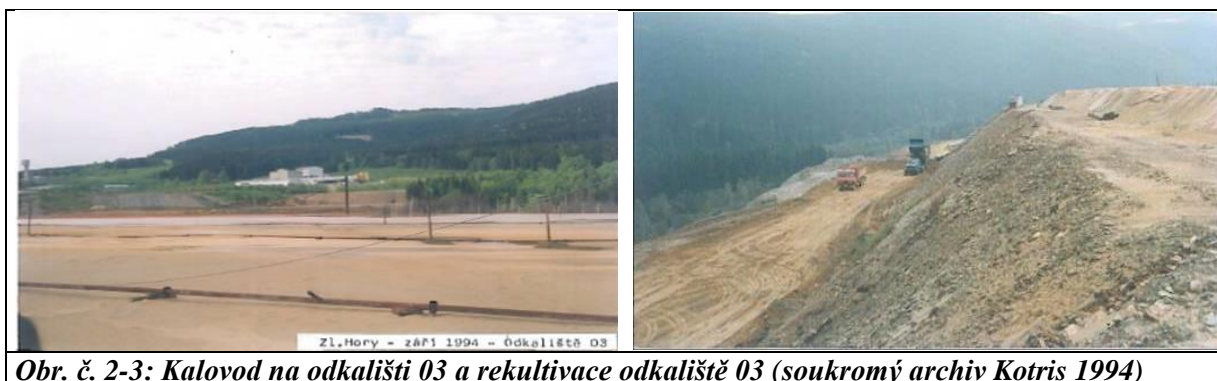 Zl.Hory - září 1994 - Odkaliště 03
Obr. č. 2-3: Kalovod na odkališti 03 a rekultivace odkaliště 03 (soukromý archiv Kotris 1994)